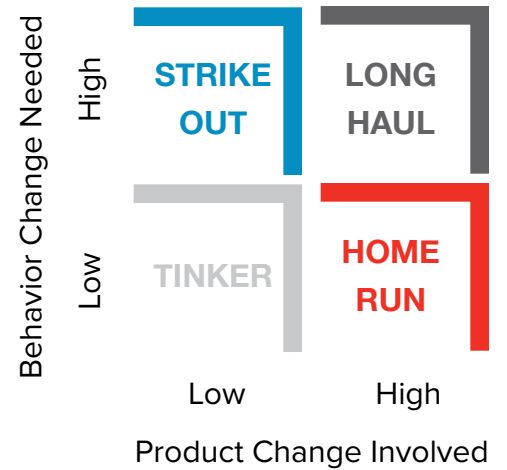 Behavior Change Needed
High
Low
STRIKE
OUT
LONG
HAUL
TINKER
HOME
RUN
Low
High
Product Change Involved